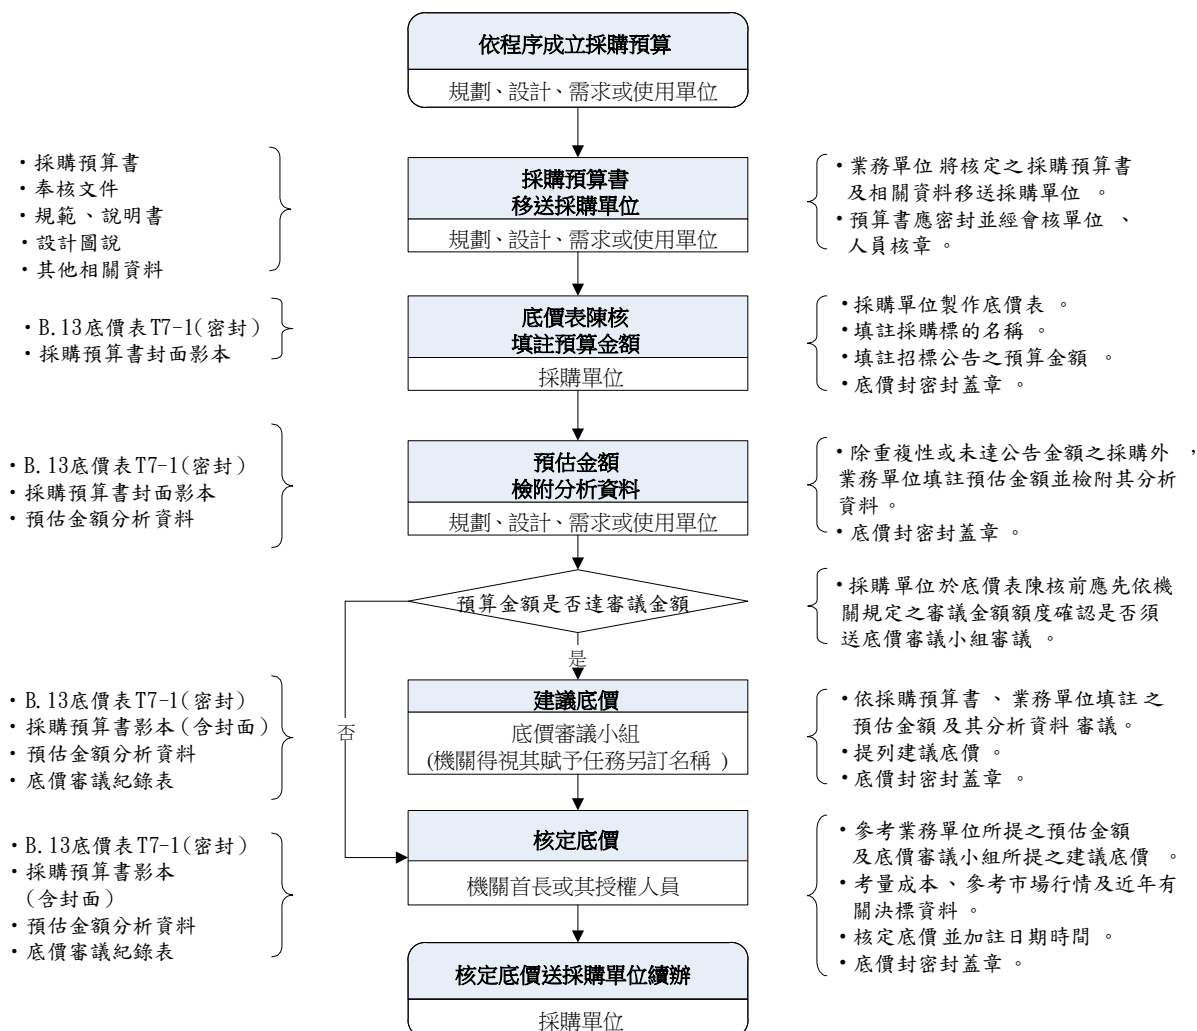 依程序成立採購預算
規劃、設計、需求或使用單位
・採購預算書
・奉核文件
・規範、說明書
・設計圖說
・其他相關資料
採購預算書
移送採購單位
規劃、設計、需求或使用單位
・業務單位將核定之採購預算書
及相關資料移送採購單位。
・預算書應密封並經會核單位、
人員核章。
・B.13底價表T7-1(密封)
・採購預算書封面影本
底價表陳核
填註預算金額
採購單位
・採購單位製作底價表。
・填註採購標的名稱。
・填註招標公告之預算金額。
・底價封密封蓋章。
・B.13底價表T7-1(密封)
・採購預算書封面影本
・預估金額分析資料
預估金額
檢附分析資料
規劃、設計、需求或使用單位
・除重複性或未達公告金額之採購外,
業務單位填註預估金額並檢附其分析
資料。
・底價封密封蓋章。
預算金額是否達審議金額
・採購單位於底價表陳核前應先依機
關規定之審議金額額度確認是否須
送底價審議小組審議。
是
否
・B.13底價表T7-1(密封)
・採購預算書影本(含封面)
・預估金額分析資料
・底價審議紀錄表
建議底價
底價審議小組
(機關得視其賦予任務另訂名稱)
・依採購預算書、業務單位填註之
預估金額及其分析資料審議。
・提列建議底價。
・底價封密封蓋章。
・B.13底價表T7-1(密封)
・採購預算書影本
(含封面)
・預估金額分析資料
・底價審議紀錄表
核定底價
機關首長或其授權人員
・參考業務單位所提之預估金額
及底價審議小組所提之建議底價。
・考量成本、參考市場行情及近年有
關決標資料。
・核定底價並加註日期時間。
・底價封密封蓋章。
核定底價送採購單位續辦
採購單位